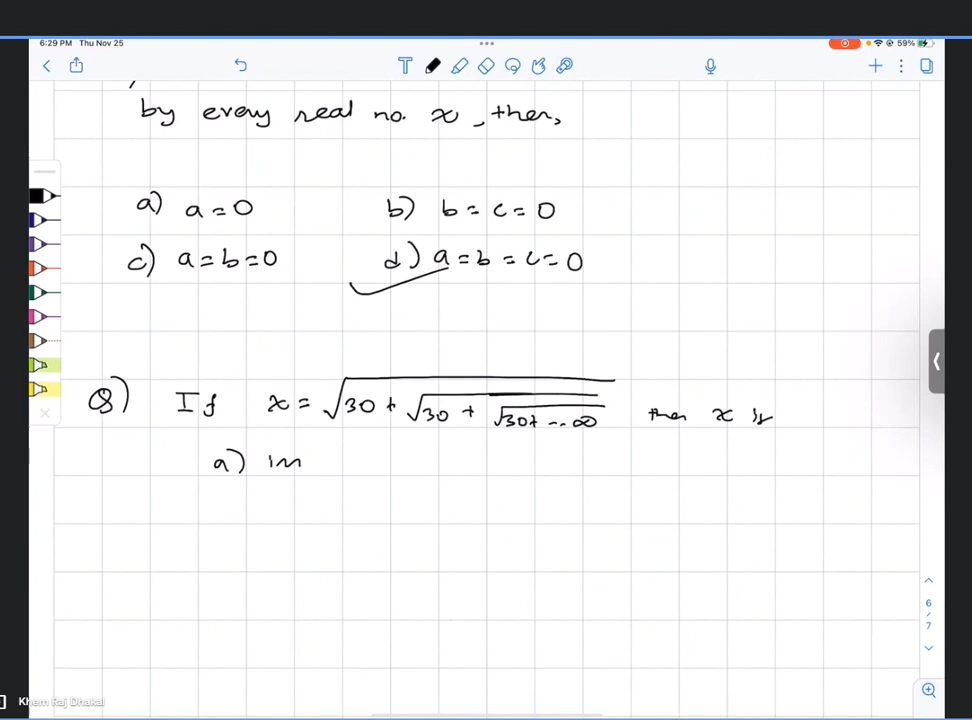 6:29 PM Thu Nov 25
59%
by every real no. x, then,
a) a=0 b) b=c=0
c) a=b=0 d) a=b=c=0
Q) If x = √30 + √30 + √30+ --- ∞ then x is
a) im
6
7
Khem Raj Dhakal